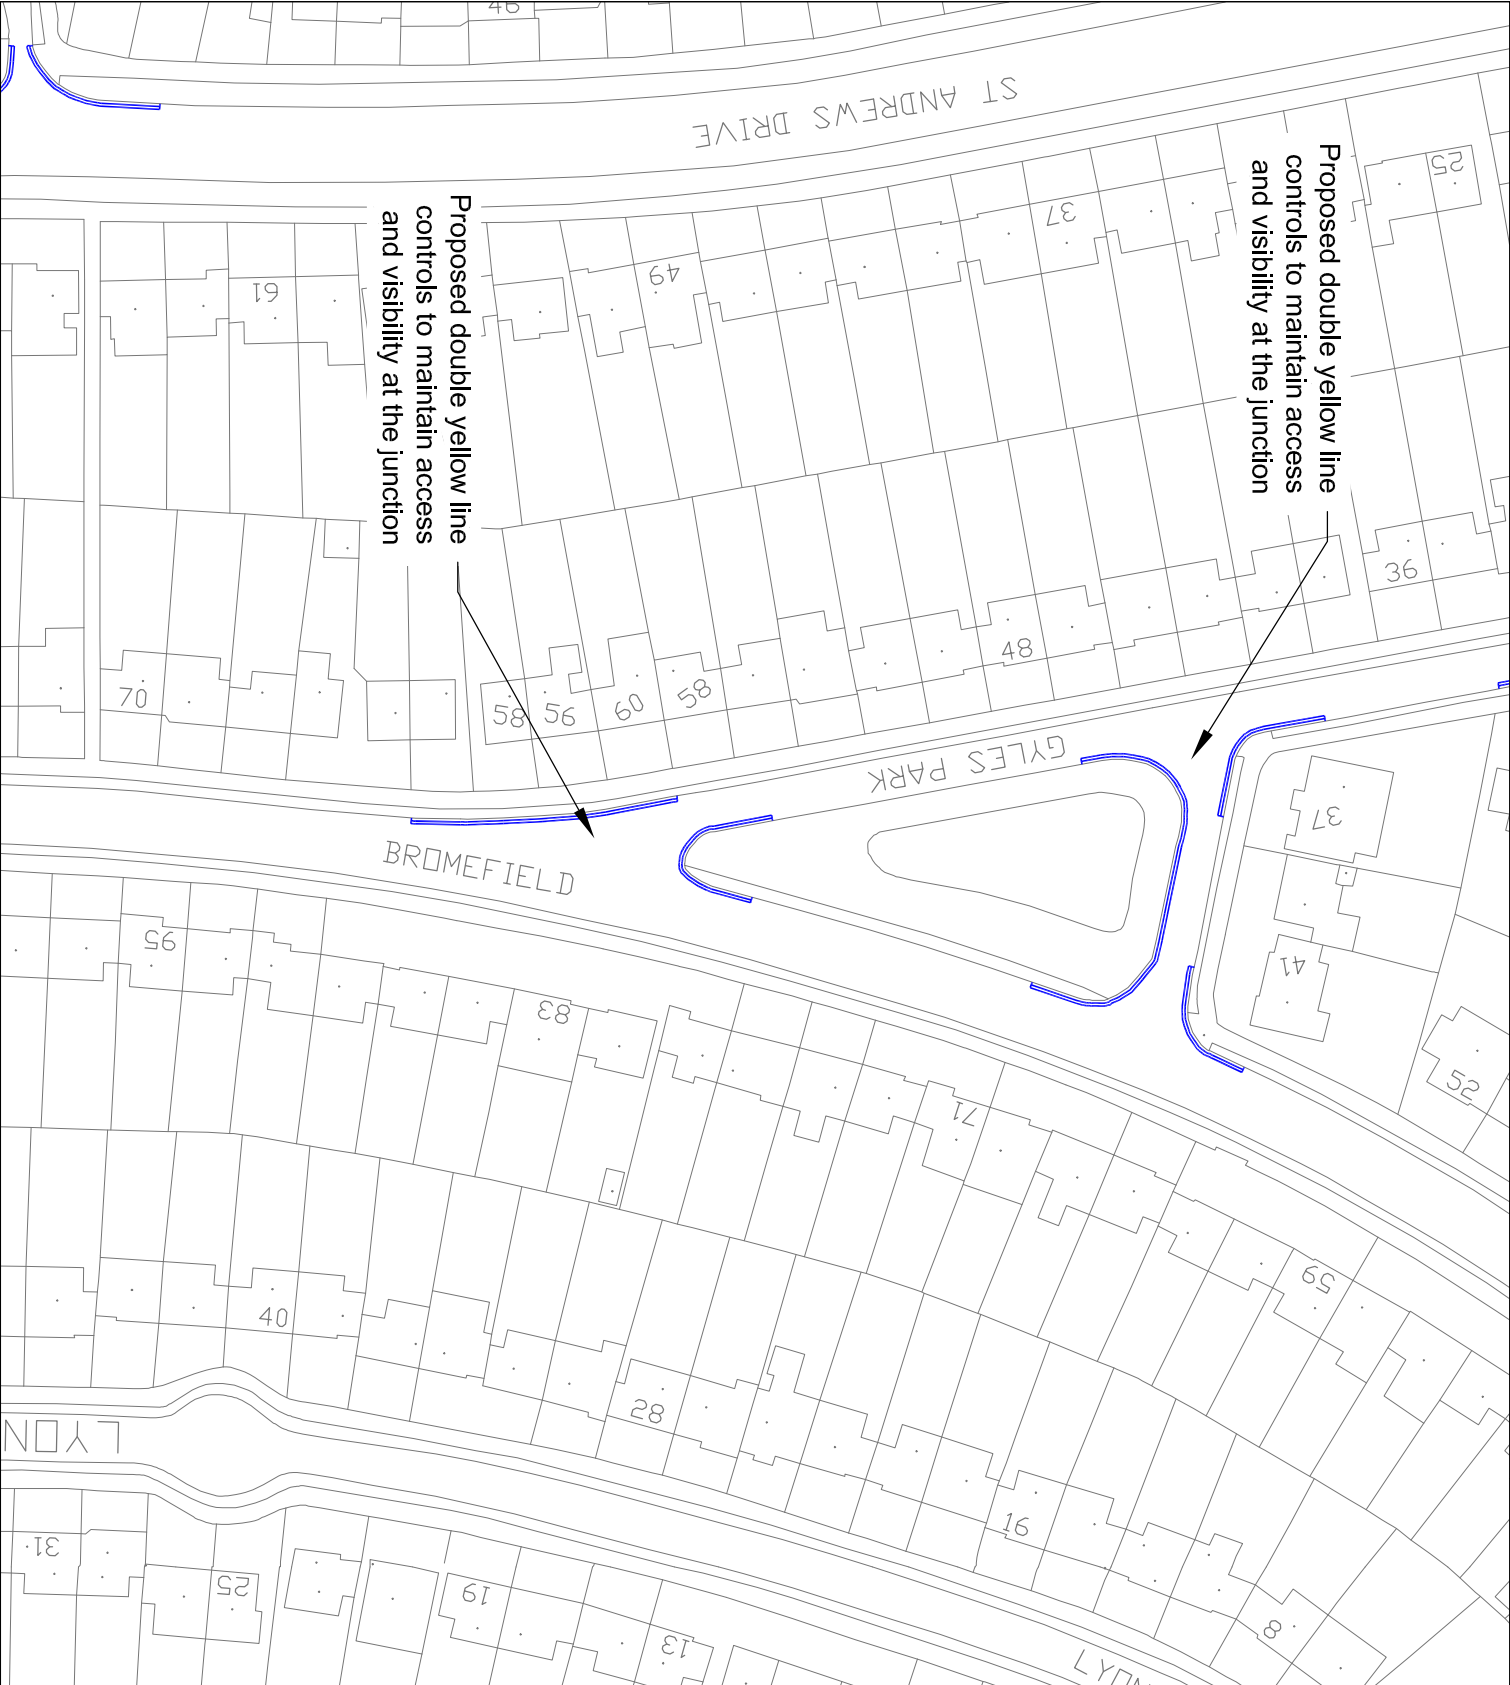 46
ST ANDREWS DRIVE
Proposed double yellow line
controls to maintain access
and visibility at the junction
Proposed double yellow line
controls to maintain access
and visibility at the junction
25
37
49
61
36
48
58
60
56
58
70
GYLES PARK
BROMEFIELD
37
41
52
95
83
71
59
40
28
16
8
LYON
31
25
19
13
LYON